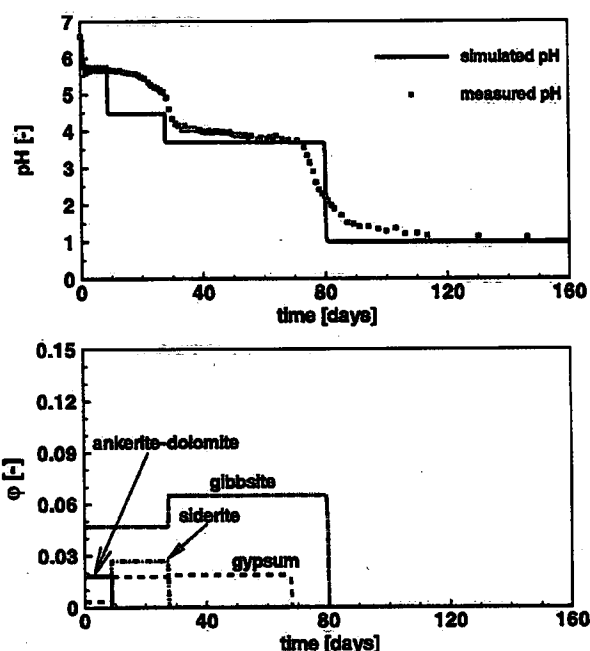 7
6
5
4
3
2
1
0
pH [-]
simulated pH
measured pH
0 40 80 120 160
time [days]
0.15
0.12
0.09
0.06
0.03
0
φ [-]
ankerite-dolomite
gibbsite
siderite
gypsum
0 40 80 120 160
time [days]